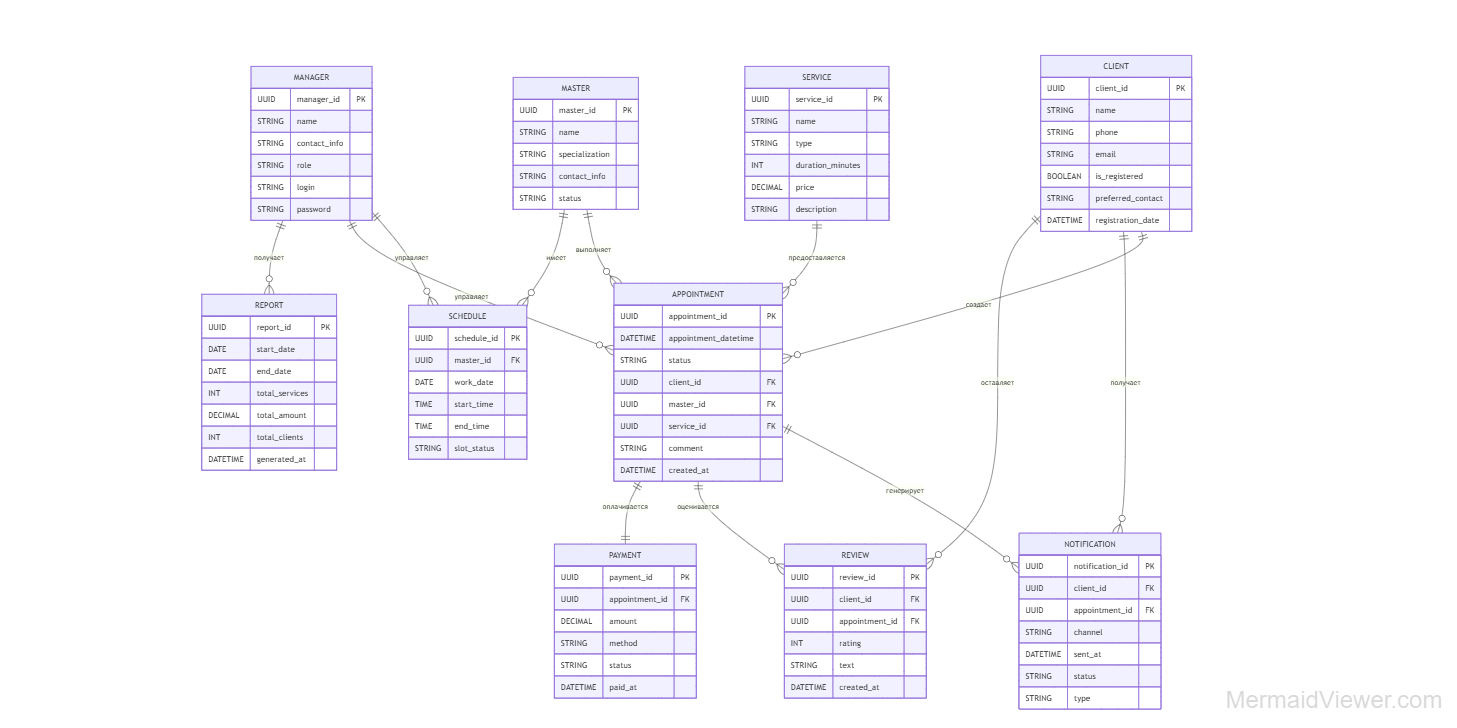 MANAGER
UUID manager_id PK
STRING name
STRING contact_info
STRING role
STRING login
STRING password
MASTER
UUID master_id PK
STRING name
STRING specialization
STRING contact_info
STRING status
SERVICE
UUID service_id PK
STRING name
STRING type
INT duration_minutes
DECIMAL price
STRING description
CLIENT
UUID client_id PK
STRING name
STRING phone
STRING email
BOOLEAN is_registered
STRING preferred_contact
DATETIME registration_date
получает
управляет
управляет
имеет
выполняет
предоставляется
создает
оставляет
получает
REPORT
UUID report_id PK
DATE start_date
DATE end_date
INT total_services
DECIMAL total_amount
INT total_clients
DATETIME generated_at
SCHEDULE
UUID schedule_id PK
UUID master_id FK
DATE work_date
TIME start_time
TIME end_time
STRING slot_status
APPOINTMENT
UUID appointment_id PK
DATETIME appointment_datetime
STRING status
UUID client_id FK
UUID master_id FK
UUID service_id FK
STRING comment
DATETIME created_at
оплачивается
оценивается
генерирует
PAYMENT
UUID payment_id PK
UUID appointment_id FK
DECIMAL amount
STRING method
STRING status
DATETIME paid_at
REVIEW
UUID review_id PK
UUID client_id FK
UUID appointment_id FK
INT rating
STRING text
DATETIME created_at
NOTIFICATION
UUID notification_id PK
UUID client_id FK
UUID appointment_id FK
STRING channel
DATETIME sent_at
STRING status
STRING type
MermaidViewer.com